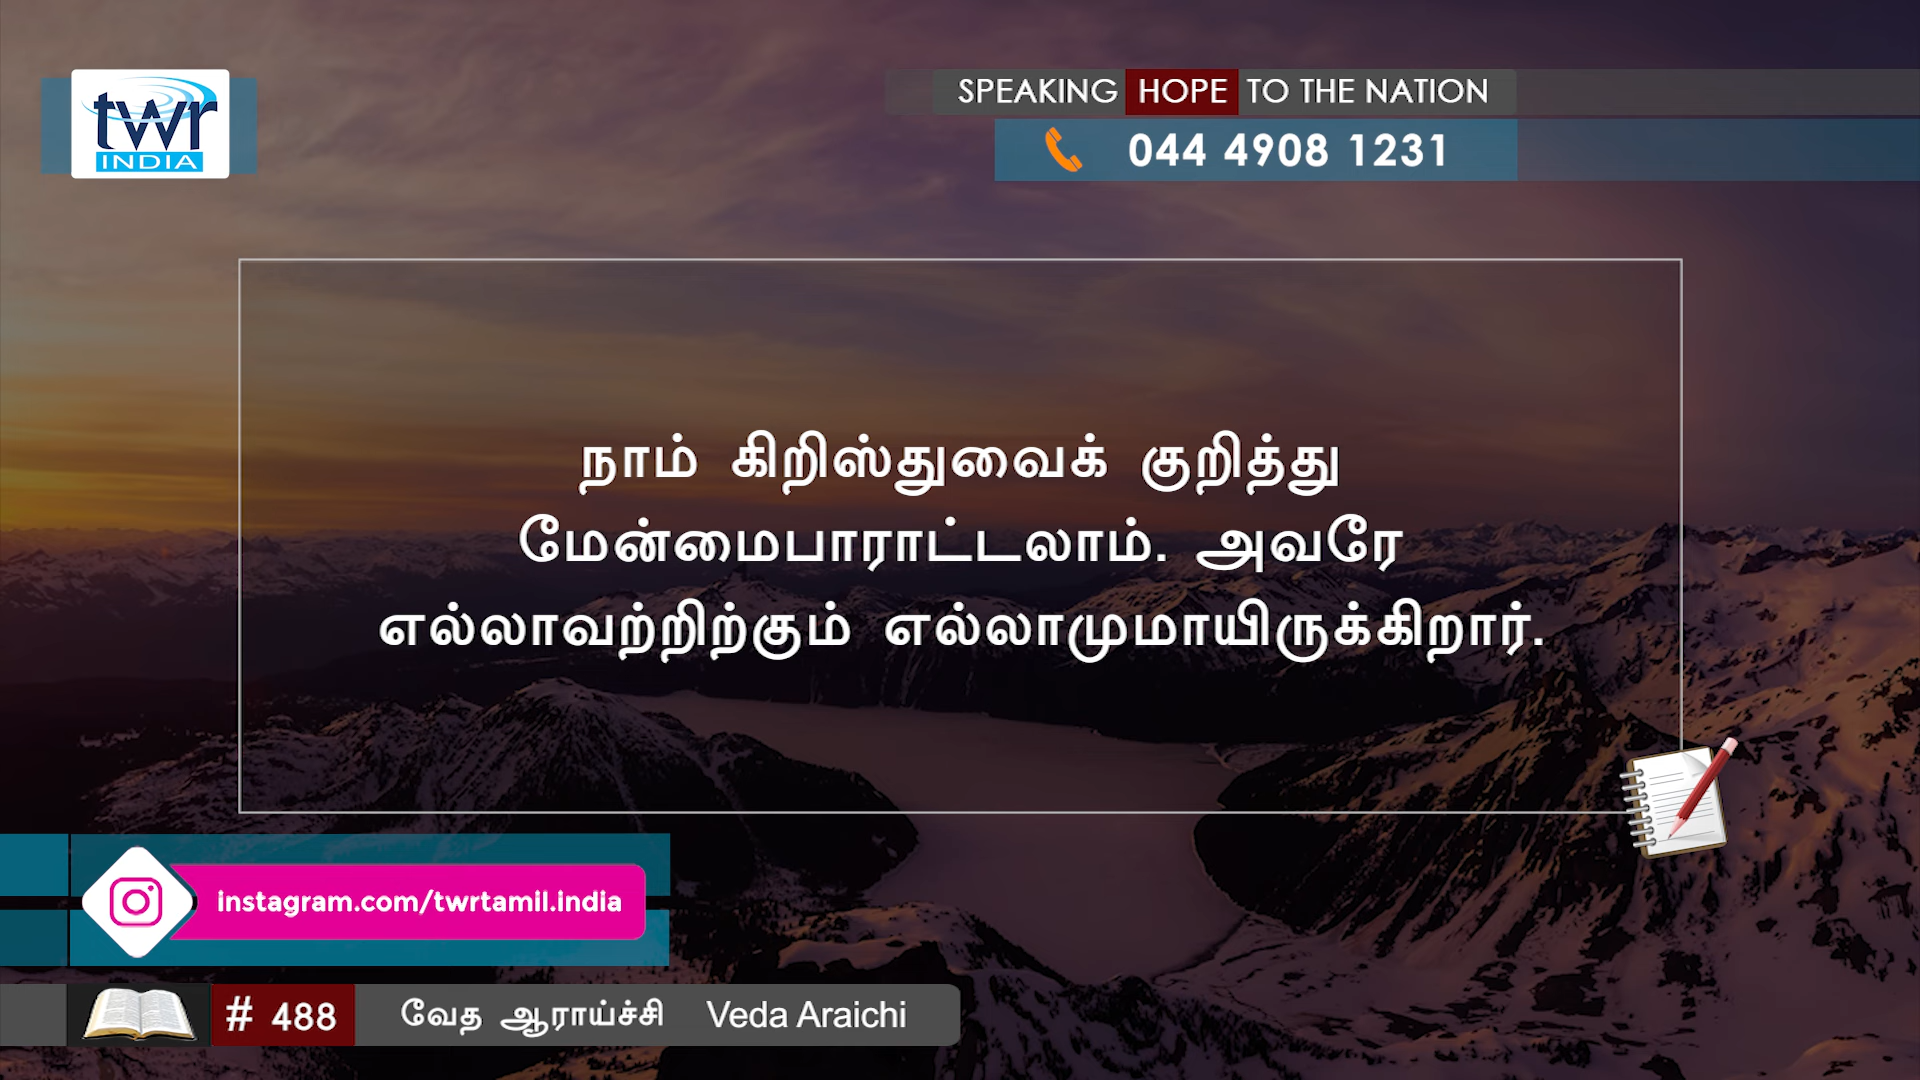 twr
INDIA
SPEAKING HOPE TO THE NATION
044 4908 1231
நாம் கிறிஸ்துவைக் குறித்து
மேன்மைபாராட்டலாம். அவரே
எல்லாவற்றிற்கும் எல்லாமுமாயிருக்கிறார்.
instagram.com/twrtamil.india
# 488 வேத ஆராய்ச்சி Veda Araichi